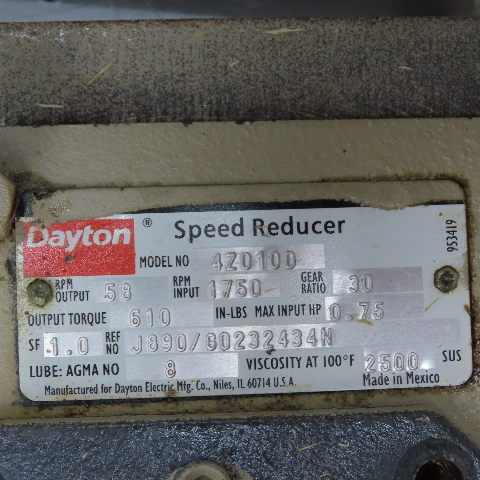 Dayton® Speed Reducer
MODEL NO 4Z010D
RPM OUTPUT 58 RPM INPUT 1750 GEAR RATIO 30
OUTPUT TORQUE 610 IN-LBS MAX INPUT HP 0.75
SF 1.0 REF NO J890/G0232434N
LUBE: AGMA NO 8 VISCOSITY AT 100°F 2500 SUS
Manufactured for Dayton Electric Mfg. Co., Niles, IL 60714 U.S.A. Made in Mexico
953419